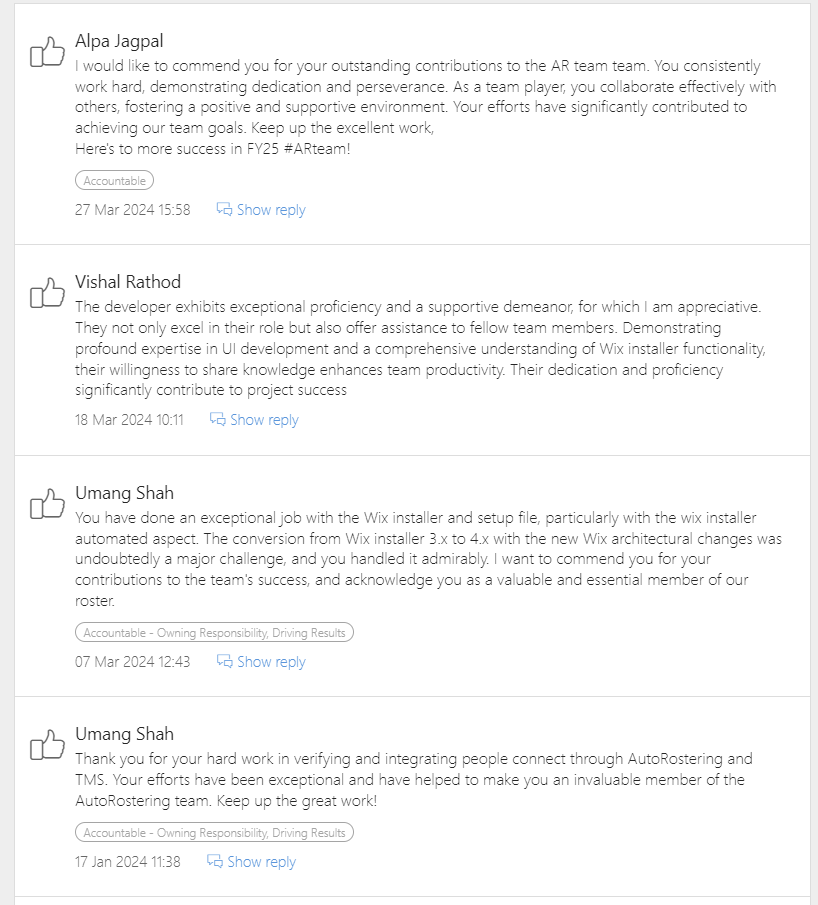 Alpa Jagpal
I would like to commend you for your outstanding contributions to the AR team team. You consistently
work hard, demonstrating dedication and perseverance. As a team player, you collaborate effectively with
others, fostering a positive and supportive environment. Your efforts have significantly contributed to
achieving our team goals. Keep up the excellent work,
Here's to more success in FY25 #ARteam!
Accountable
27 Mar 2024 15:58 Show reply
Vishal Rathod
The developer exhibits exceptional proficiency and a supportive demeanor, for which I am appreciative.
They not only excel in their role but also offer assistance to fellow team members. Demonstrating
profound expertise in UI development and a comprehensive understanding of Wix installer functionality,
their willingness to share knowledge enhances team productivity. Their dedication and proficiency
significantly contribute to project success
18 Mar 2024 10:11 Show reply
Umang Shah
You have done an exceptional job with the Wix installer and setup file, particularly with the wix installer
automated aspect. The conversion from Wix installer 3.x to 4.x with the new Wix architectural changes was
undoubtedly a major challenge, and you handled it admirably. I want to commend you for your
contributions to the team's success, and acknowledge you as a valuable and essential member of our
roster.
Accountable - Owning Responsibility, Driving Results
07 Mar 2024 12:43 Show reply
Umang Shah
Thank you for your hard work in verifying and integrating people connect through AutoRostering and
TMS. Your efforts have been exceptional and have helped to make you an invaluable member of the
AutoRostering team. Keep up the great work!
Accountable - Owning Responsibility, Driving Results
17 Jan 2024 11:38 Show reply